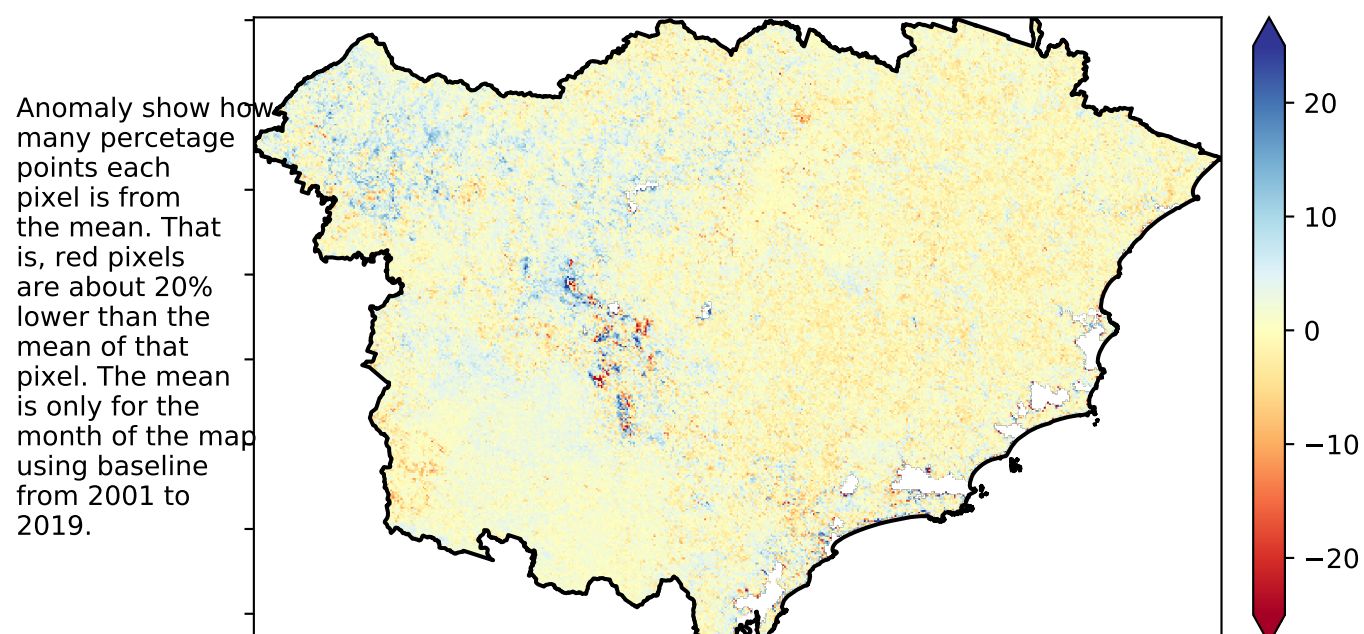 Anomaly show how
many percetage
points each
pixel is from
the mean. That
is, red pixels
are about 20%
lower than the
mean of that
pixel. The mean
is only for the
month of the map
using baseline
from 2001 to
2019.
20
10
0
−10
−20